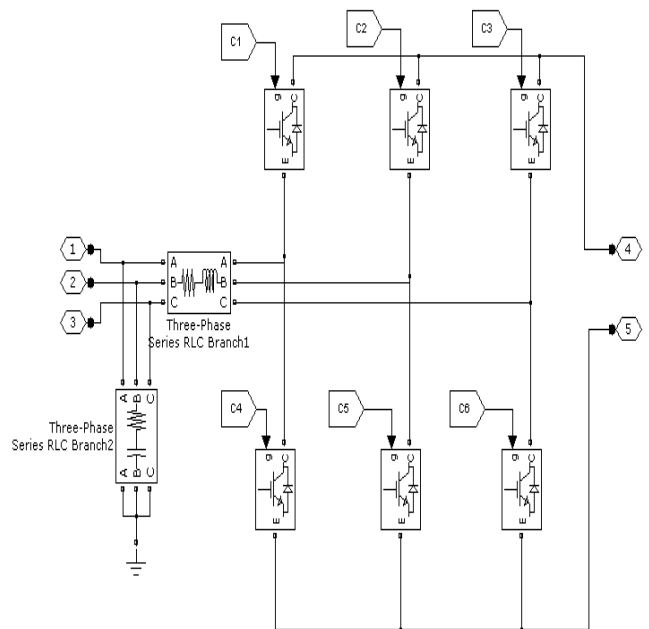 C1
C2
C3
g C
E
g C
E
g C
E
1
2
3
A A
B B
C C
Three-Phase
Series RLC Branch1
4
5
C4
C5
C6
A B C
A B C
Three-Phase
Series RLC Branch2
g C
E
g C
E
g C
E